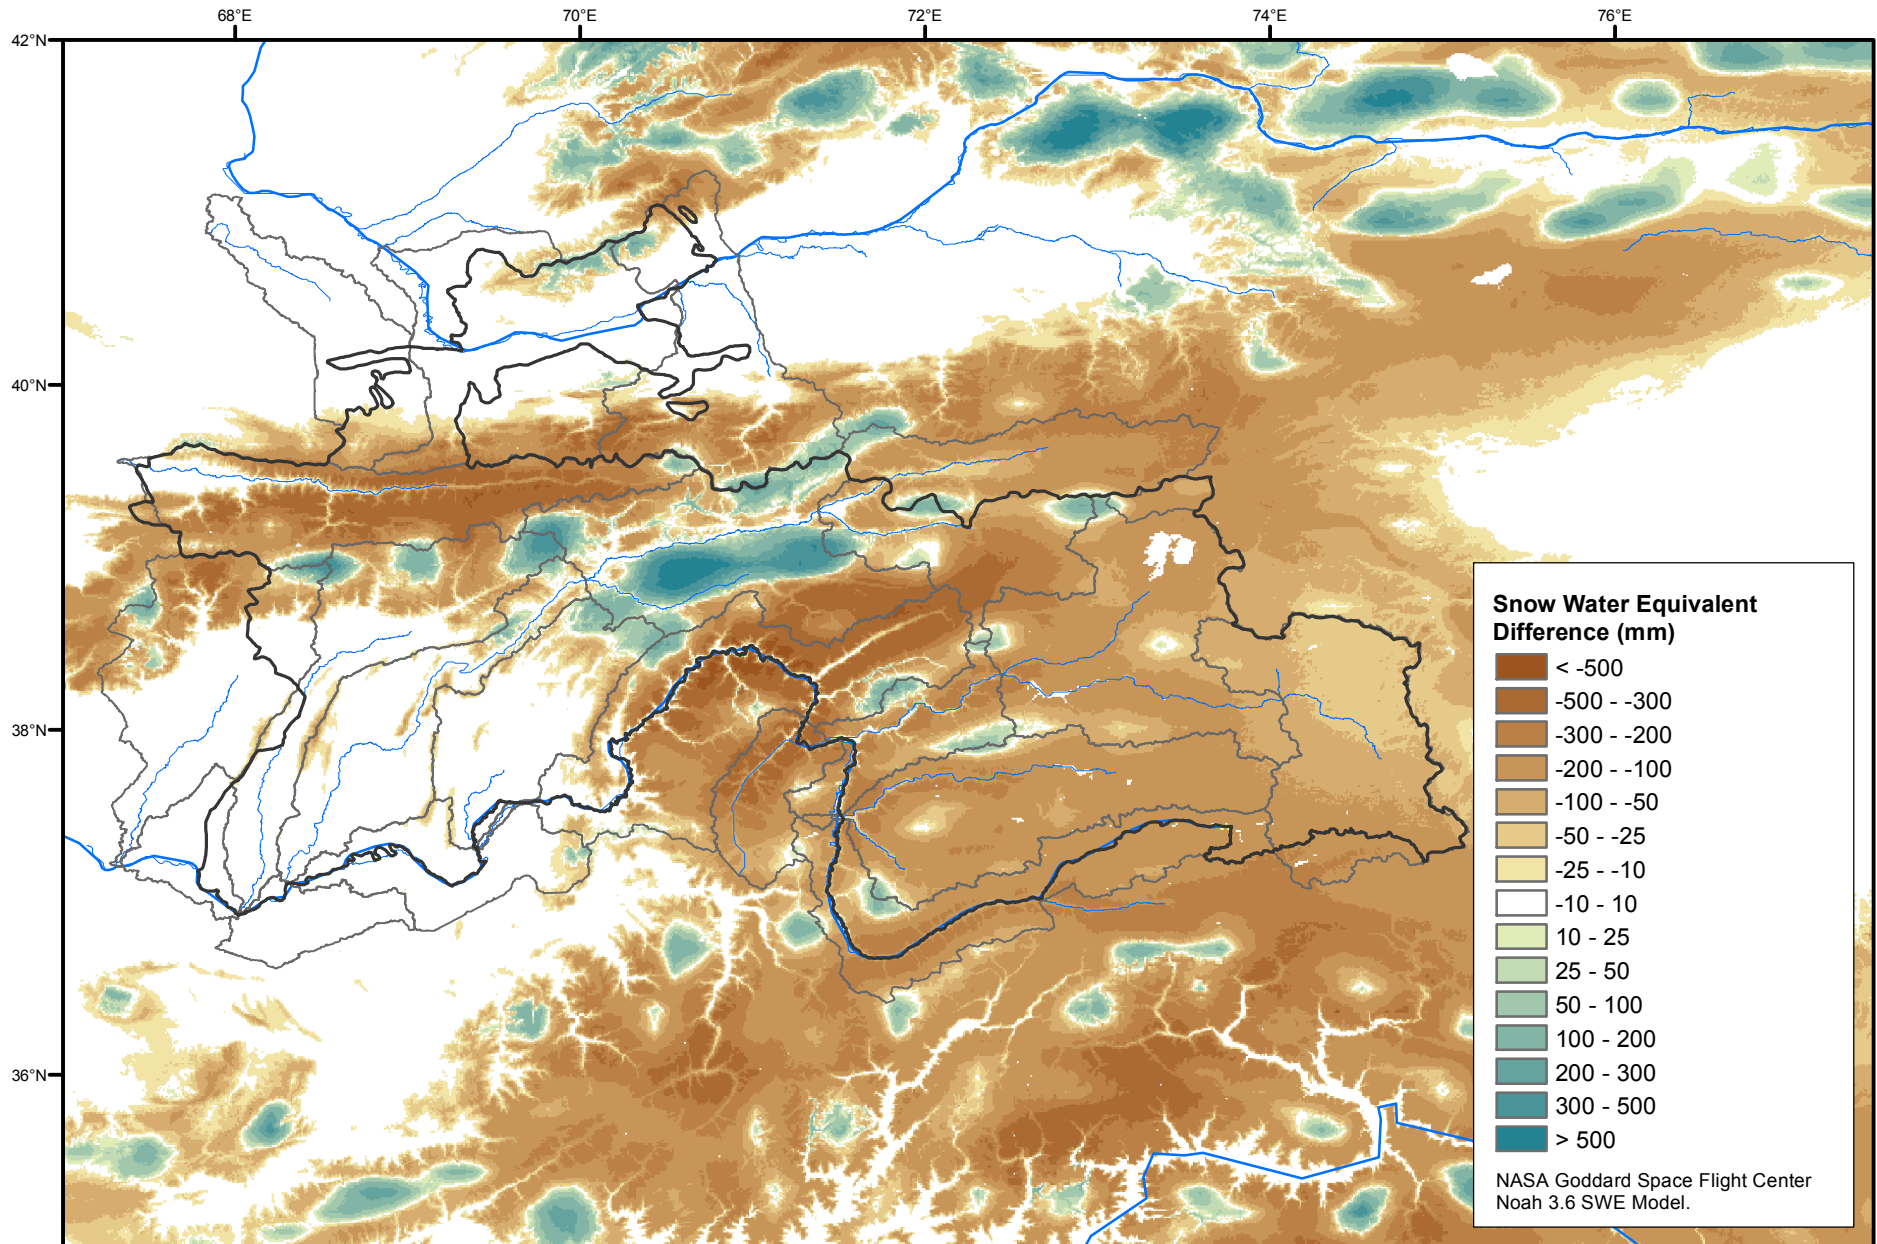 68°E 70°E 72°E 74°E 76°E
42°N
40°N
38°N
36°N
Snow Water Equivalent
Difference (mm)
< -500
-500 - -300
-300 - -200
-200 - -100
-100 - -50
-50 - -25
-25 - -10
-10 - 10
10 - 25
25 - 50
50 - 100
100 - 200
200 - 300
300 - 500
> 500
NASA Goddard Space Flight Center
Noah 3.6 SWE Model.